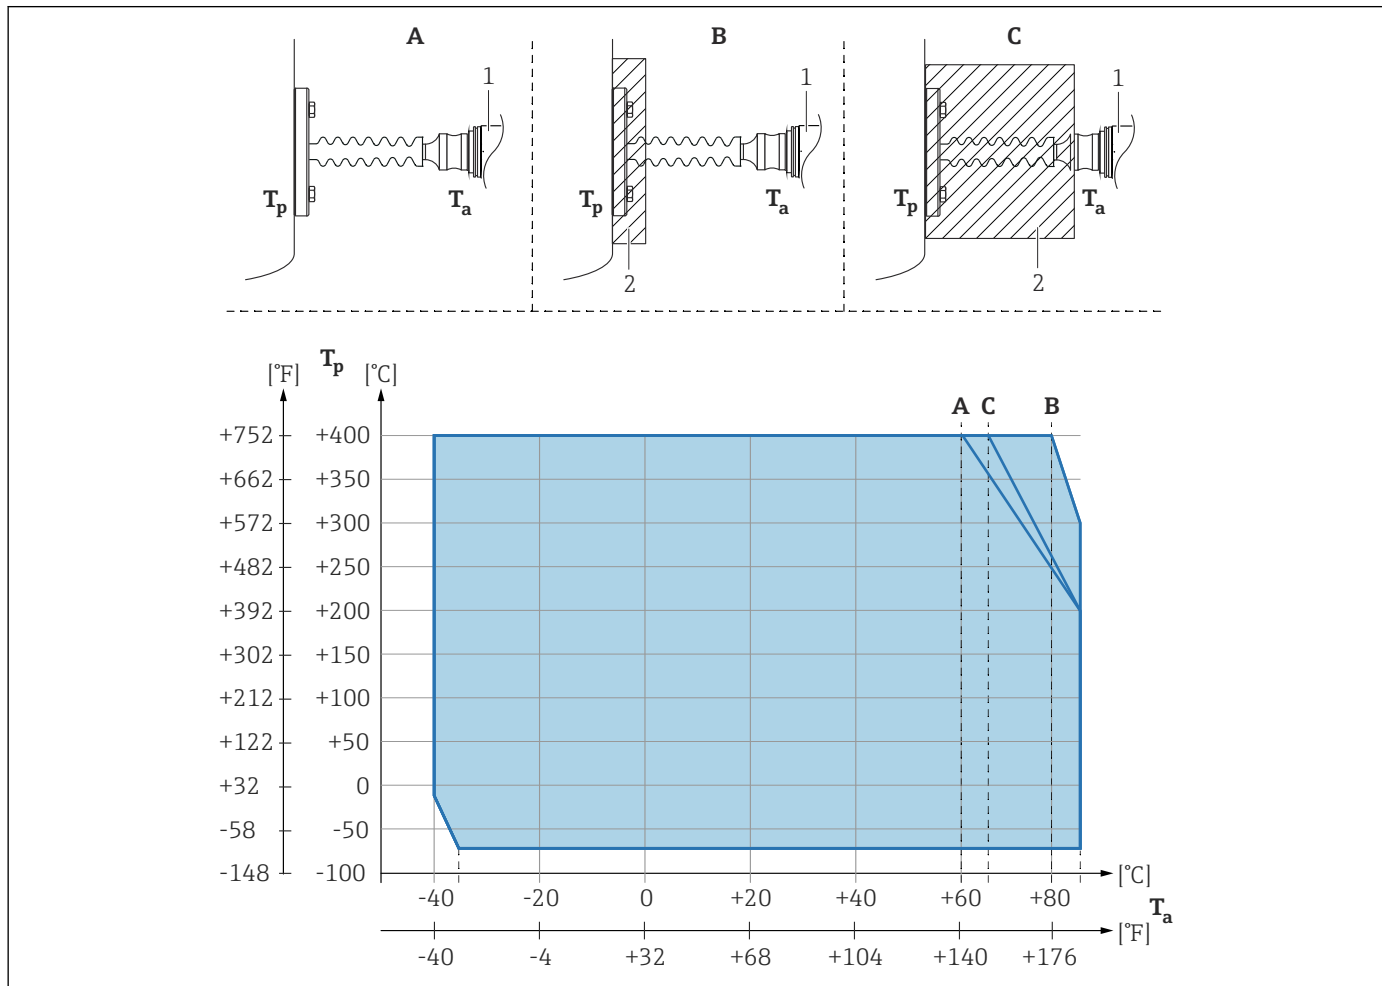 A B C
1 1 1
Tp Ta Tp Ta Tp Ta
2 2
Tp
[°F] [°C]
A C B
+752 +400
+662 +350
+572 +300
+482 +250
+392 +200
+302 +150
+212 +100
+122 +50
+32 0
-58 -50
-148 -100
[°C]
-40 -20 0 +20 +40 +60 +80
Ta
[°F]
-40 -4 +32 +68 +104 +140 +176